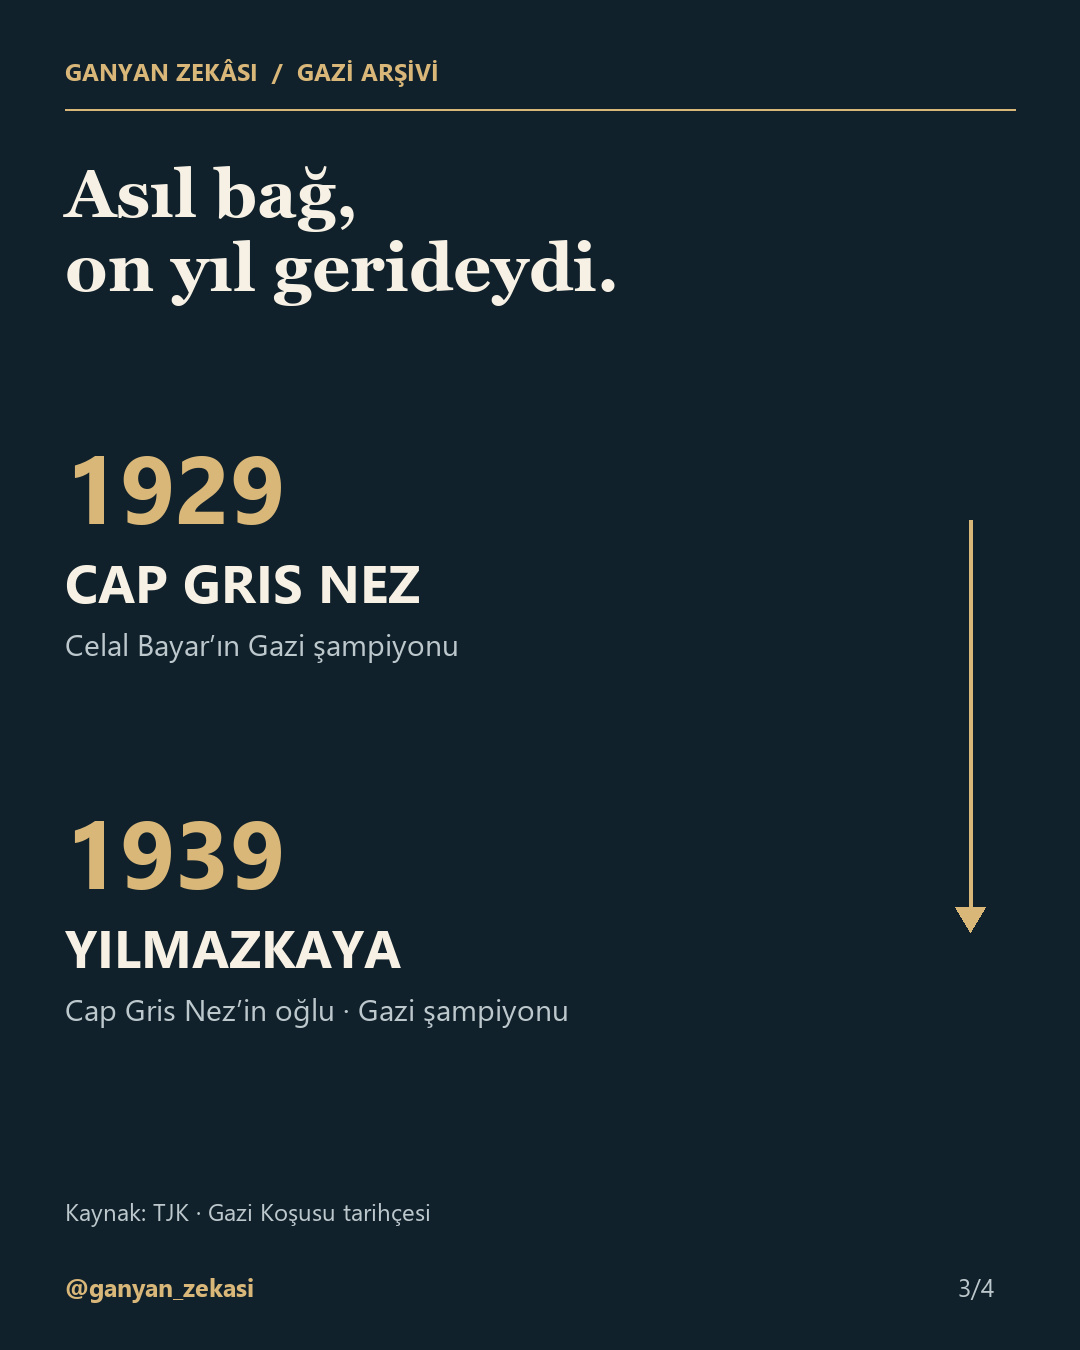 GANYAN ZEKÂSI / GAZİ ARŞİVİ
Asıl bağ,
on yıl gerideydi.
1929
CAP GRIS NEZ
Celal Bayar’ın Gazi şampiyonu
1939
YILMAZKAYA
Cap Gris Nez’in oğlu · Gazi şampiyonu
Kaynak: TJK · Gazi Koşusu tarihçesi
@ganyan_zekasi
3/4